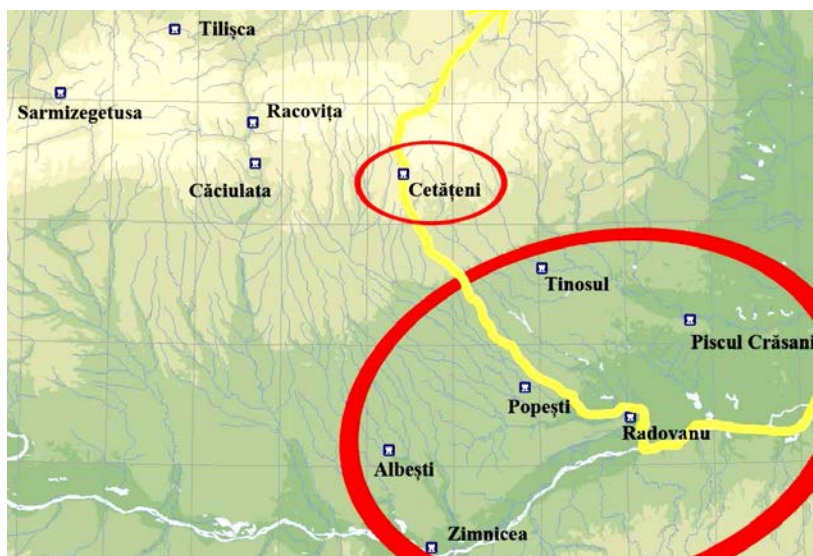 Tilișca
Sarmizegetusa
Racovița
Căciulata
Cetățeni
Tinosul
Piscul Crăsani
Popești
Radovanu
Albești
Zimnicea